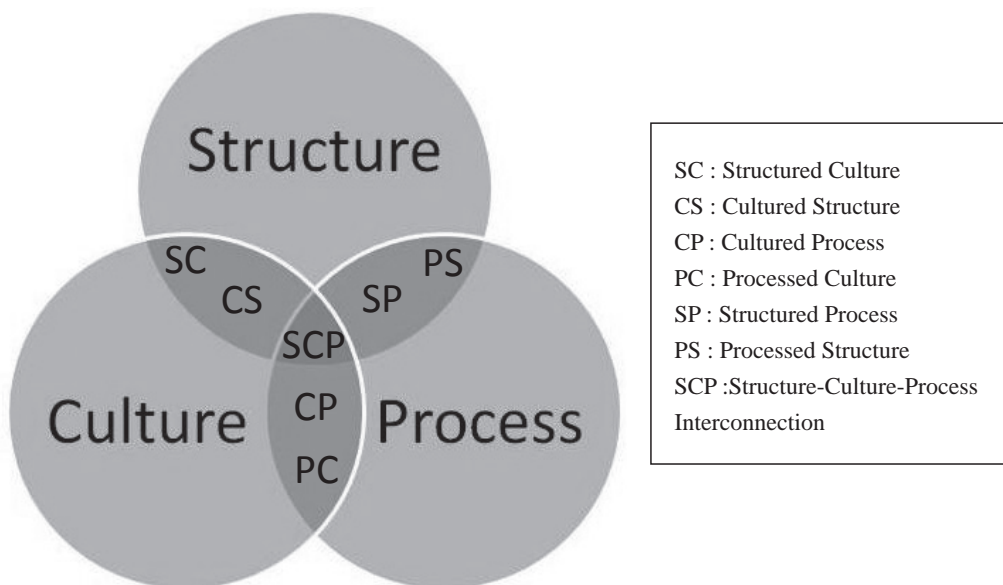 Structure
SC
PS
CS
SP
SCP
CP
Culture
Process
PC
SC : Structured Culture
CS : Cultured Structure
CP : Cultured Process
PC : Processed Culture
SP : Structured Process
PS : Processed Structure
SCP :Structure-Culture-Process
Interconnection